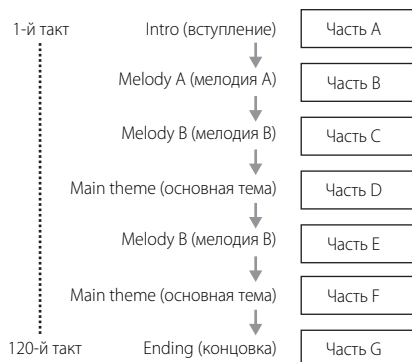 1-й такт Intro (вступление) Часть A
Melody A (мелодия A) Часть B
Melody B (мелодия B) Часть C
Main theme (основная тема) Часть D
Melody B (мелодия B) Часть E
Main theme (основная тема) Часть F
120-й такт Ending (концовка) Часть G